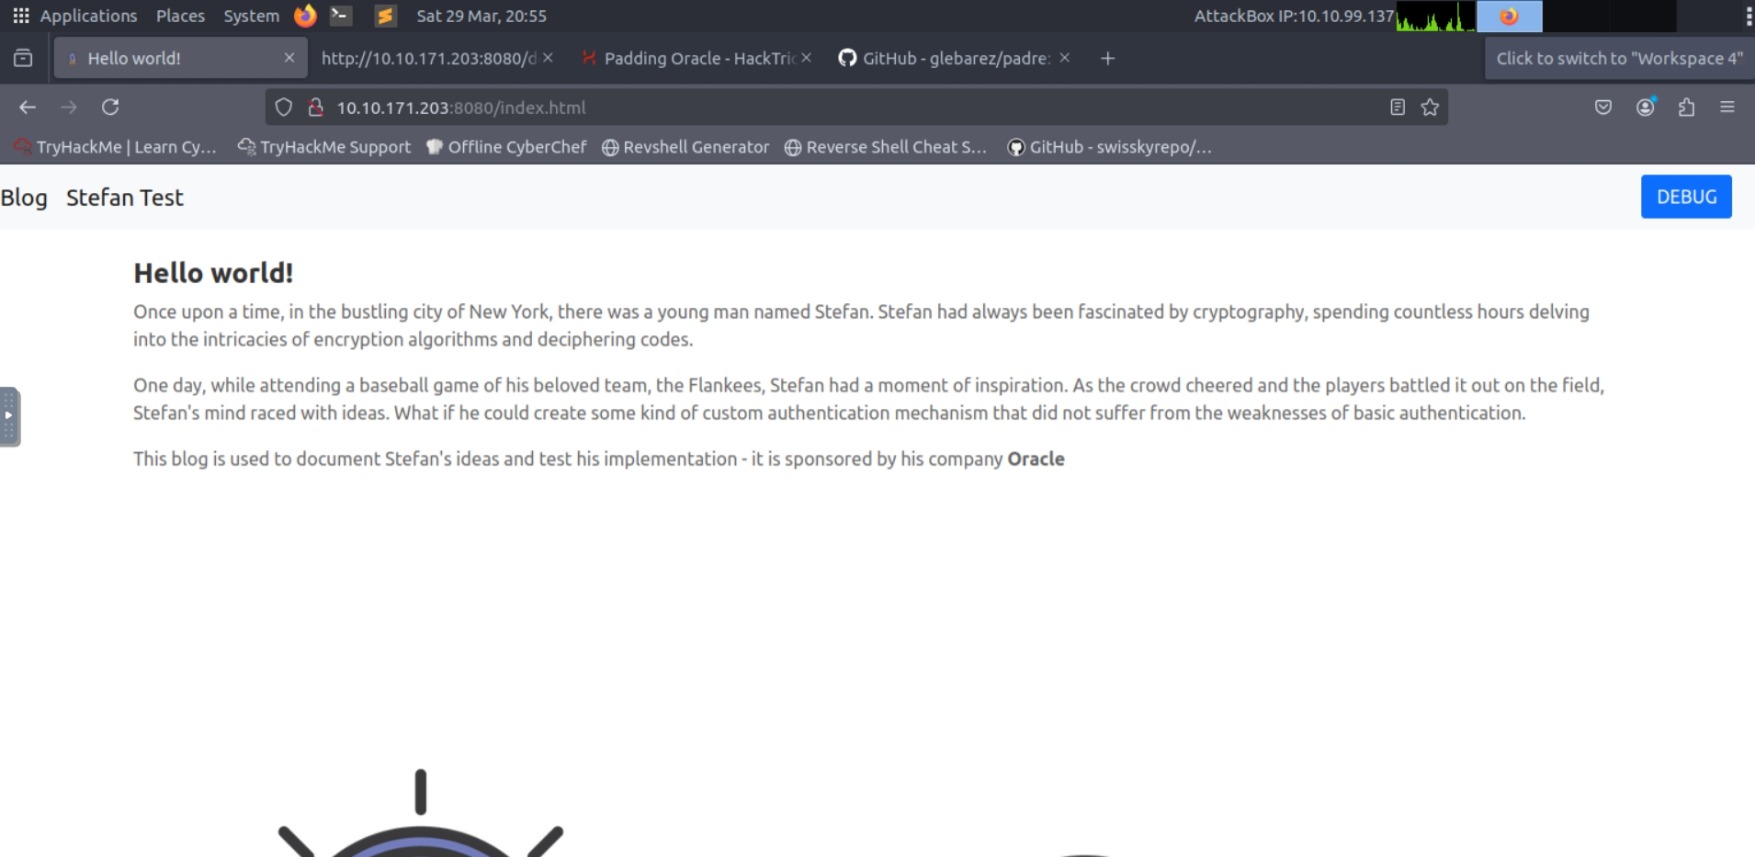 Applications Places System Sat 29 Mar, 20:55 AttackBox IP:10.10.99.137
Hello world! http://10.10.171.203:8080/d Padding Oracle - HackTric GitHub - glebarez/padre: Click to switch to "Workspace 4"
10.10.171.203:8080/index.html
TryHackMe | Learn Cy... TryHackMe Support Offline CyberChef Revshell Generator Reverse Shell Cheat S... GitHub - swisskyrepo/...
Blog Stefan Test DEBUG
Hello world!
Once upon a time, in the bustling city of New York, there was a young man named Stefan. Stefan had always been fascinated by cryptography, spending countless hours delving
into the intricacies of encryption algorithms and deciphering codes.
One day, while attending a baseball game of his beloved team, the Flankees, Stefan had a moment of inspiration. As the crowd cheered and the players battled it out on the field,
Stefan's mind raced with ideas. What if he could create some kind of custom authentication mechanism that did not suffer from the weaknesses of basic authentication.
This blog is used to document Stefan's ideas and test his implementation - it is sponsored by his company Oracle